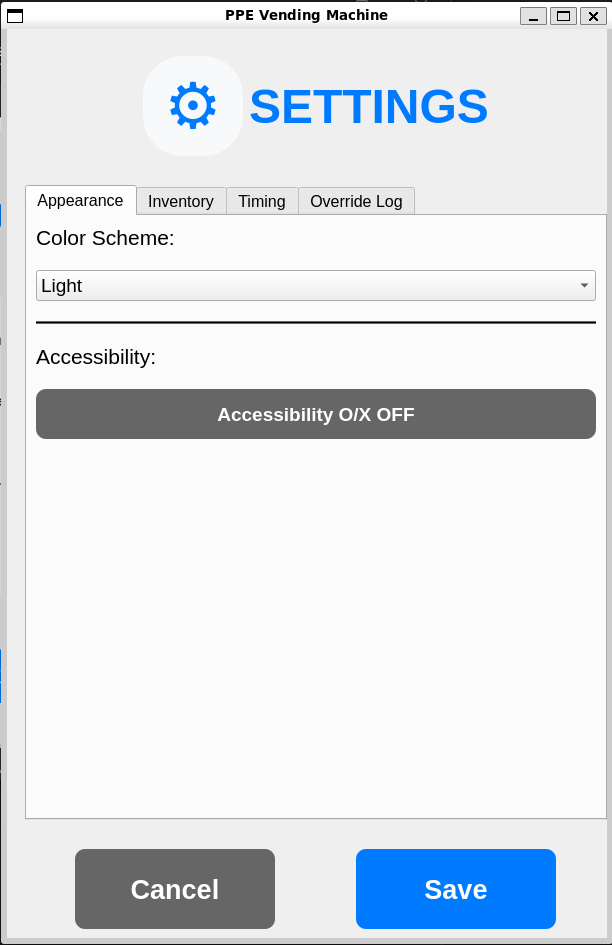 PPE Vending Machine
SETTINGS
Appearance Inventory Timing Override Log
Color Scheme:
Light
Accessibility:
Accessibility O/X OFF
Cancel Save